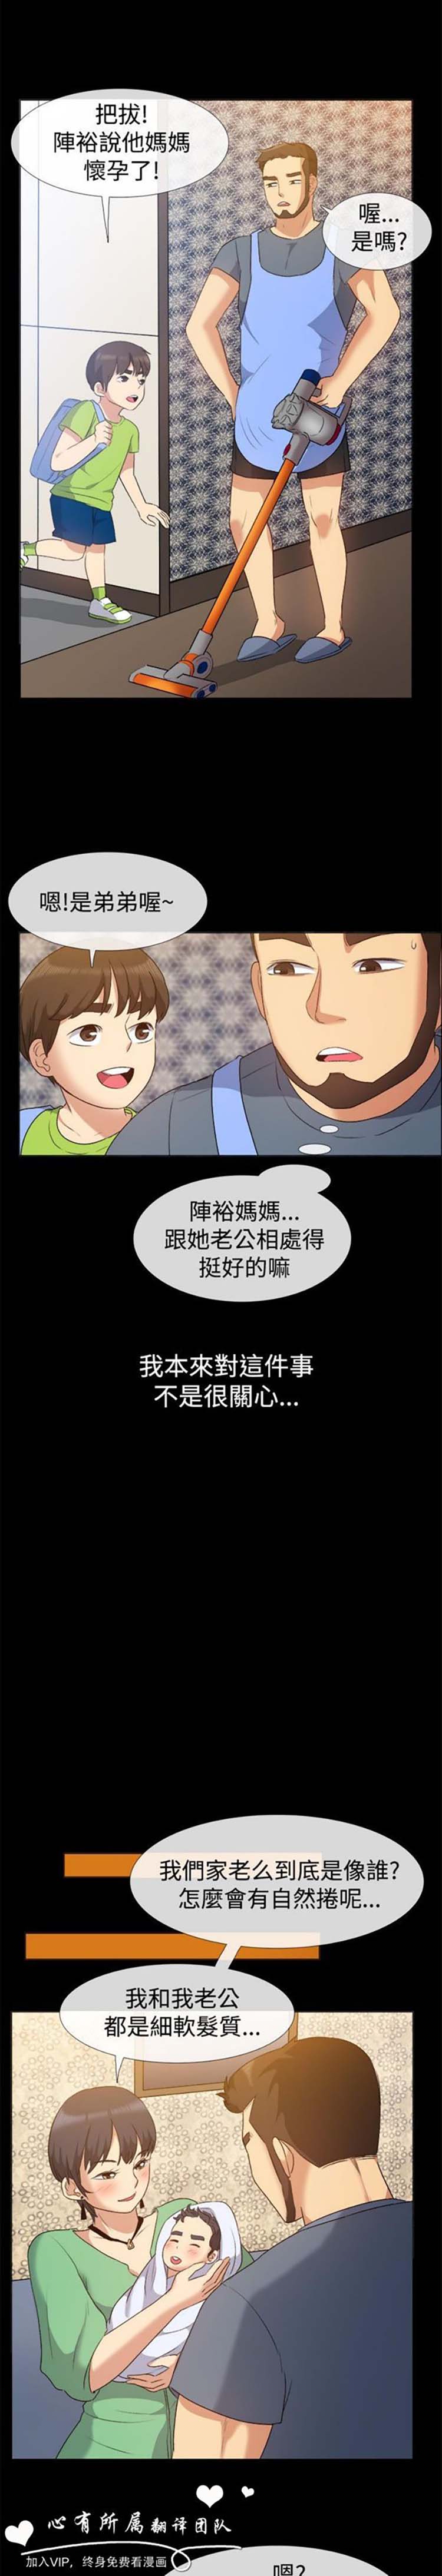 把拔!
陳裕說他媽媽
懷孕了!
喔...
是嗎?
嗯!是弟弟喔~
陳裕媽媽...
跟她老公相處得
挺好的嘛
我本來對這件事
不是很關心...
我們家老么到底是像誰?
怎麼會有自然捲呢...
我和我老公
都是細軟髮質...
心有所属翻译团队
加入VIP，终身免费看漫画
嗯?